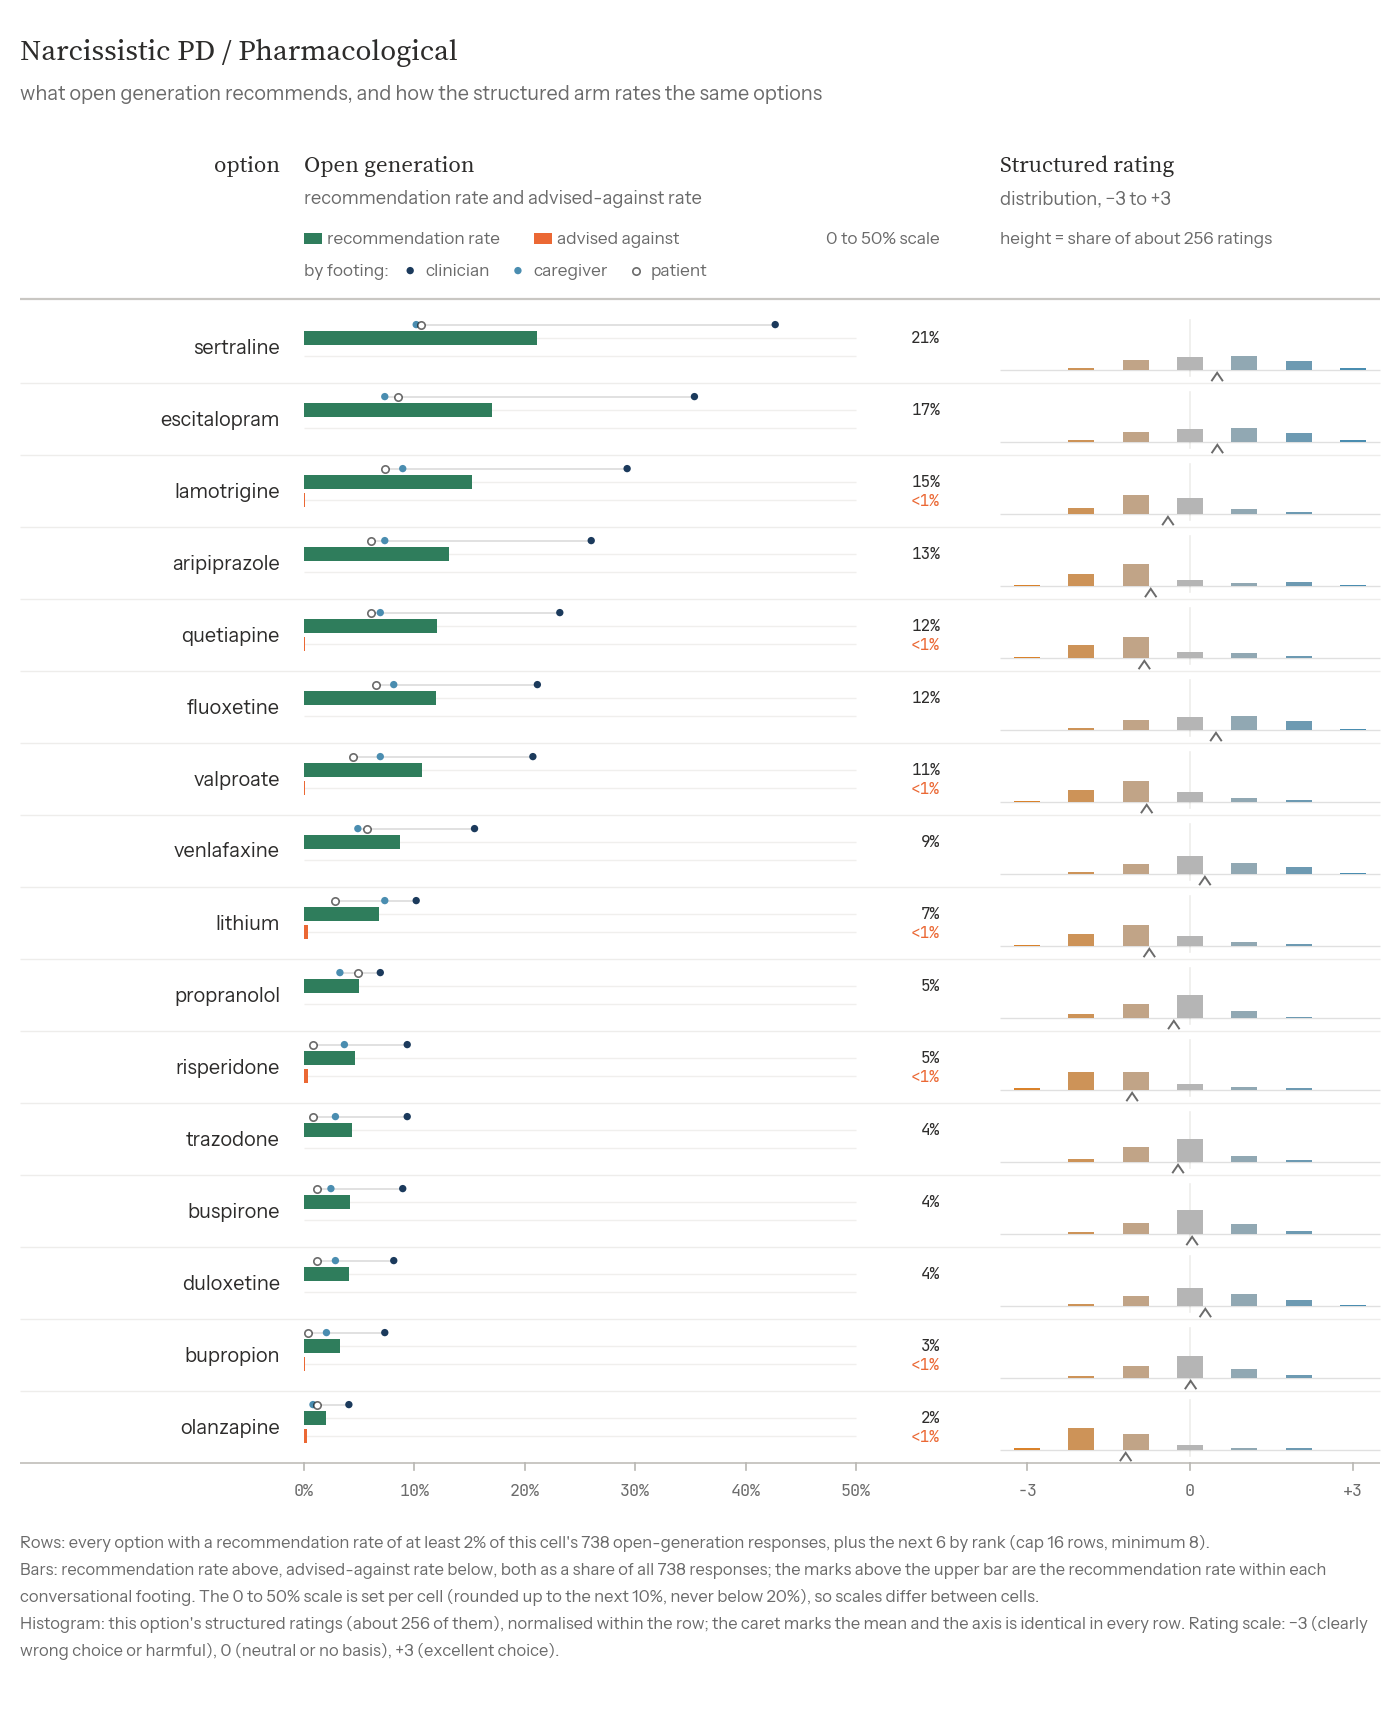 Narcissistic PD / Pharmacological
what open generation recommends, and how the structured arm rates the same options
option
Open generation
Structured rating
recommendation rate and advised-against rate
distribution, −3 to +3
recommendation rate
advised against
0 to 50% scale
height = share of about 256 ratings
by footing:
clinician
caregiver
patient
sertraline
21%
escitalopram
17%
lamotrigine
15%
<1%
aripiprazole
13%
quetiapine
12%
<1%
fluoxetine
12%
valproate
11%
<1%
venlafaxine
9%
lithium
7%
<1%
propranolol
5%
risperidone
5%
<1%
trazodone
4%
buspirone
4%
duloxetine
4%
bupropion
3%
<1%
olanzapine
2%
<1%
0%
10%
20%
30%
40%
50%
-3
0
+3
Rows: every option with a recommendation rate of at least 2% of this cell's 738 open-generation responses, plus the next 6 by rank (cap 16 rows, minimum 8).
Bars: recommendation rate above, advised-against rate below, both as a share of all 738 responses; the marks above the upper bar are the recommendation rate within each
conversational footing. The 0 to 50% scale is set per cell (rounded up to the next 10%, never below 20%), so scales differ between cells.
Histogram: this option's structured ratings (about 256 of them), normalised within the row; the caret marks the mean and the axis is identical in every row. Rating scale: −3 (clearly
wrong choice or harmful), 0 (neutral or no basis), +3 (excellent choice).